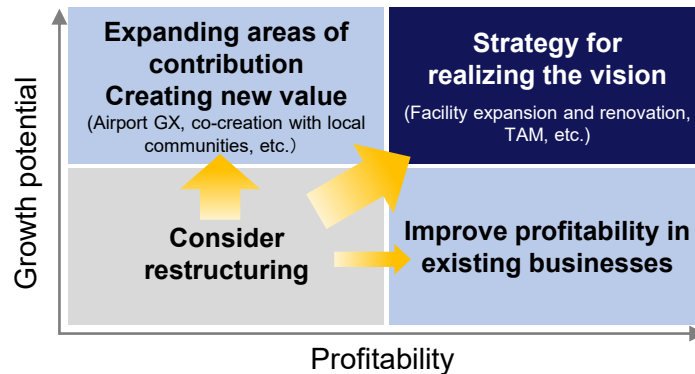 Growth potential
Expanding areas of
contribution
Creating new value
(Airport GX, co-creation with local
communities, etc.)
Strategy for
realizing the vision
(Facility expansion and renovation,
TAM, etc.)
Consider
restructuring
Improve profitability in
existing businesses
Profitability